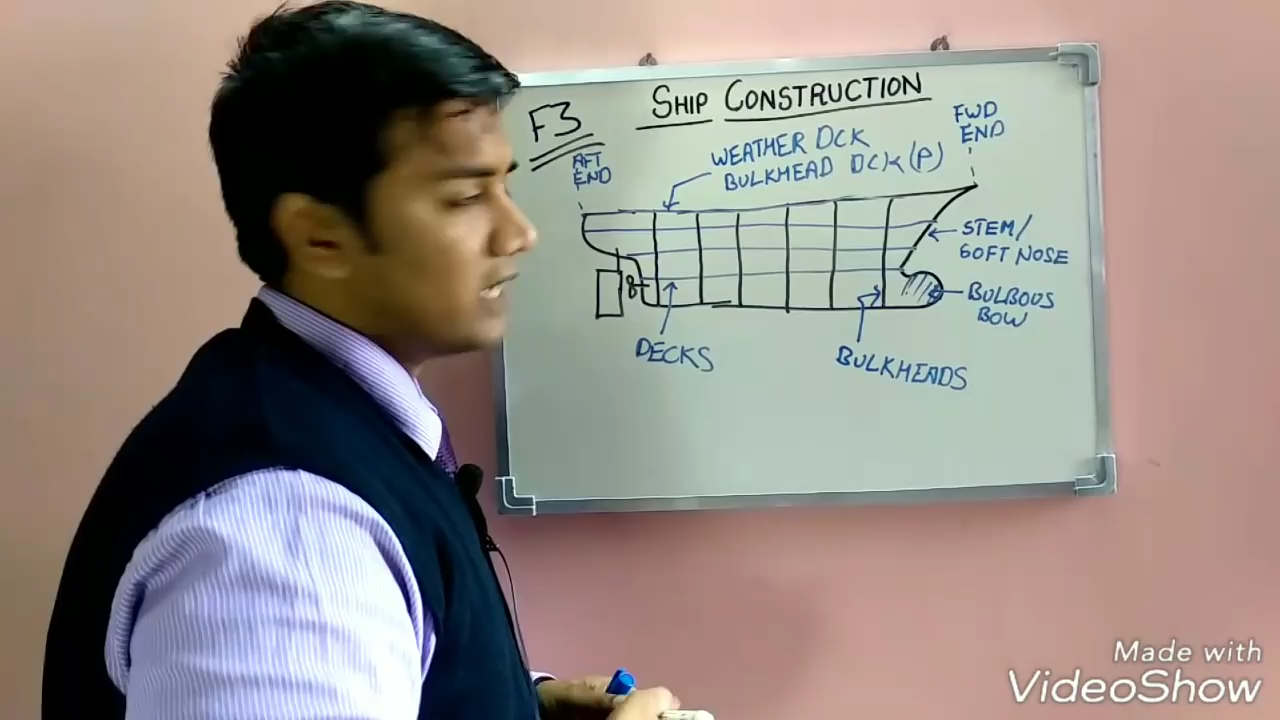 F3
SHIP CONSTRUCTION
AFT
END
WEATHER DCK
BULKHEAD DCK (P)
FWD
END
STEM/
SOFT NOSE
BULBOUS
BOW
DECKS
BULKHEADS
Made with
VideoShow